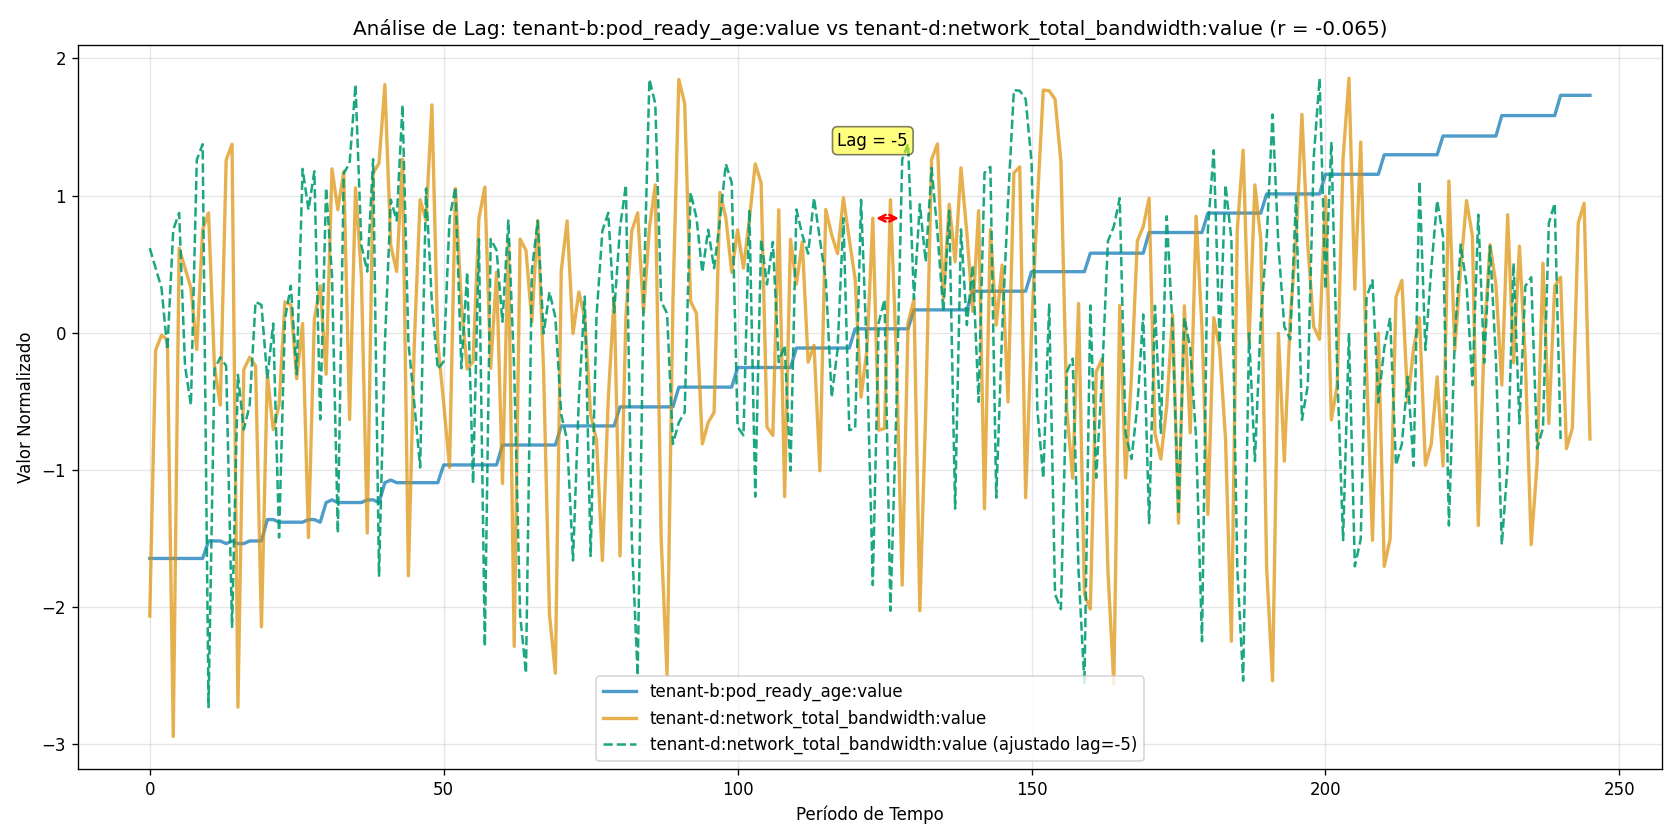 Análise de Lag: tenant-b:pod_ready_age:value vs tenant-d:network_total_bandwidth:value (r = -0.065)
Valor Normalizado
2
1
0
−1
−2
−3
Lag = -5
tenant-b:pod_ready_age:value
tenant-d:network_total_bandwidth:value
tenant-d:network_total_bandwidth:value (ajustado lag=-5)
0 50 100 150 200 250
Período de Tempo